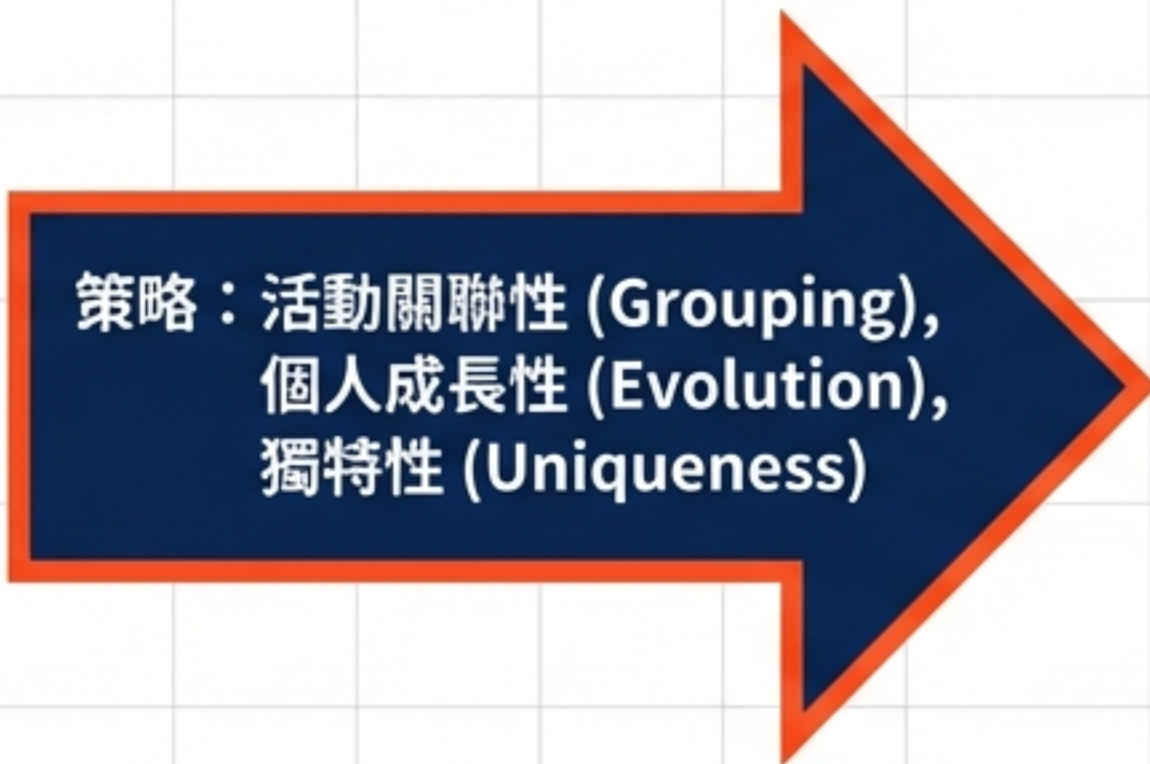 策略：活動關聯性 (Grouping),
個人成長性 (Evolution),
獨特性 (Uniqueness)